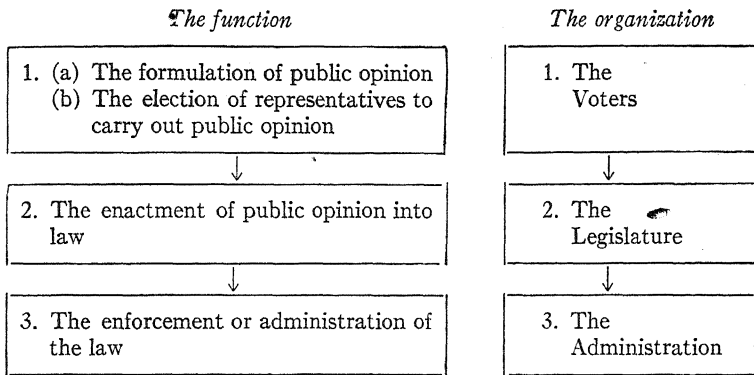 The function
1. (a) The formulation of public opinion
(b) The election of representatives to
carry out public opinion
2. The enactment of public opinion into
law
3. The enforcement or administration of
the law
The organization
1. The
Voters
2. The
Legislature
3. The
Administration